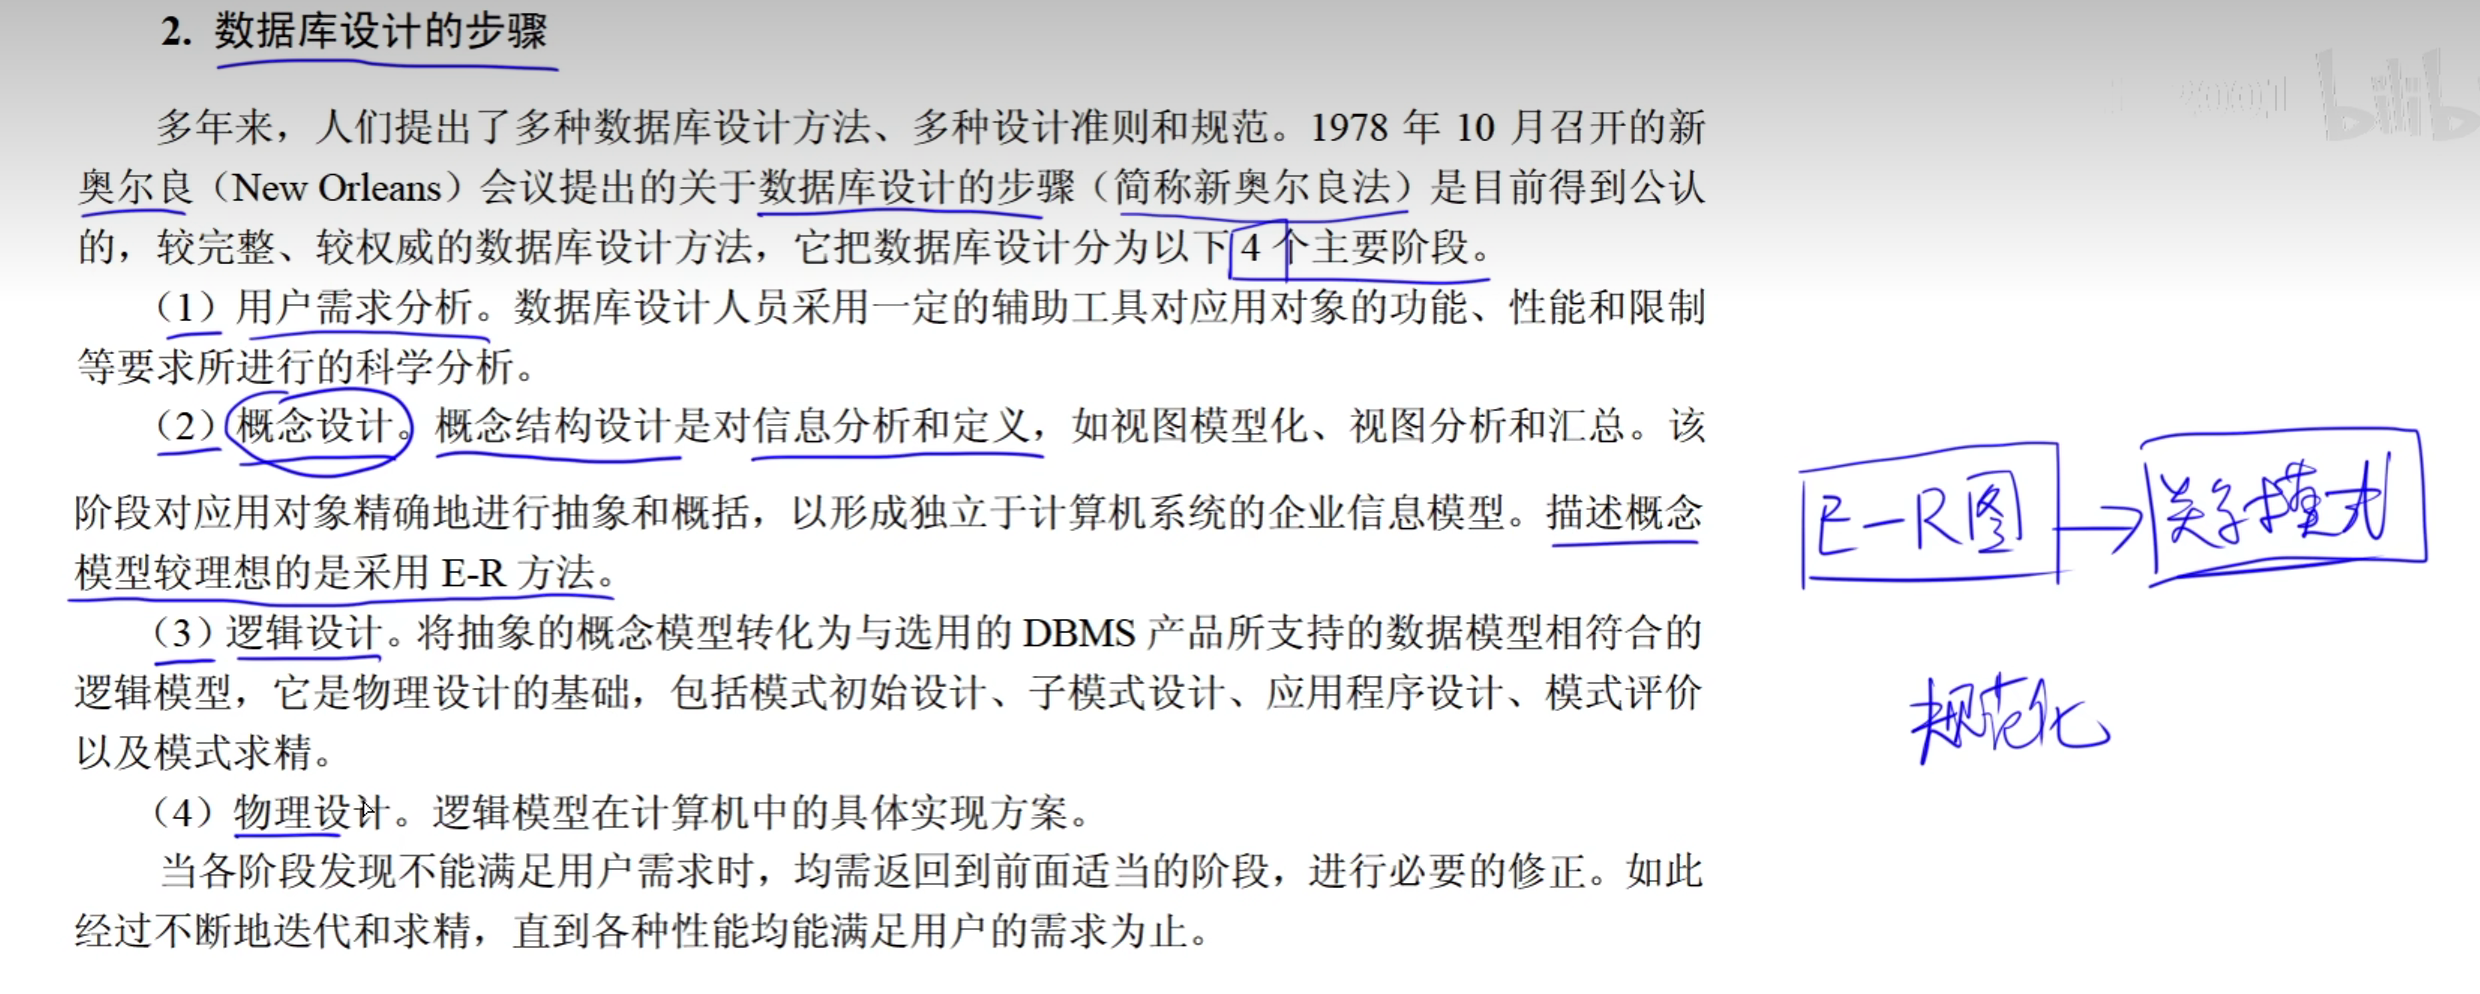 2. 数据库设计的步骤
多年来，人们提出了多种数据库设计方法、多种设计准则和规范。1978 年 10 月召开的新
奥尔良（New Orleans）会议提出的关于数据库设计的步骤（简称新奥尔良法）是目前得到公认
的，较完整、较权威的数据库设计方法，它把数据库设计分为以下 4 个主要阶段。
（1）用户需求分析。数据库设计人员采用一定的辅助工具对应用对象的功能、性能和限制
等要求所进行的科学分析。
（2）概念设计。概念结构设计是对信息分析和定义，如视图模型化、视图分析和汇总。该
阶段对应用对象精确地进行抽象和概括，以形成独立于计算机系统的企业信息模型。描述概念
模型较理想的是采用 E-R 方法。
（3）逻辑设计。将抽象的概念模型转化为与选用的 DBMS 产品所支持的数据模型相符合的
逻辑模型，它是物理设计的基础，包括模式初始设计、子模式设计、应用程序设计、模式评价
以及模式求精。
（4）物理设计。逻辑模型在计算机中的具体实现方案。
当各阶段发现不能满足用户需求时，均需返回到前面适当的阶段，进行必要的修正。如此
经过不断地迭代和求精，直到各种性能均能满足用户的需求为止。
E-R图 → 关系模式
规范化
bilib